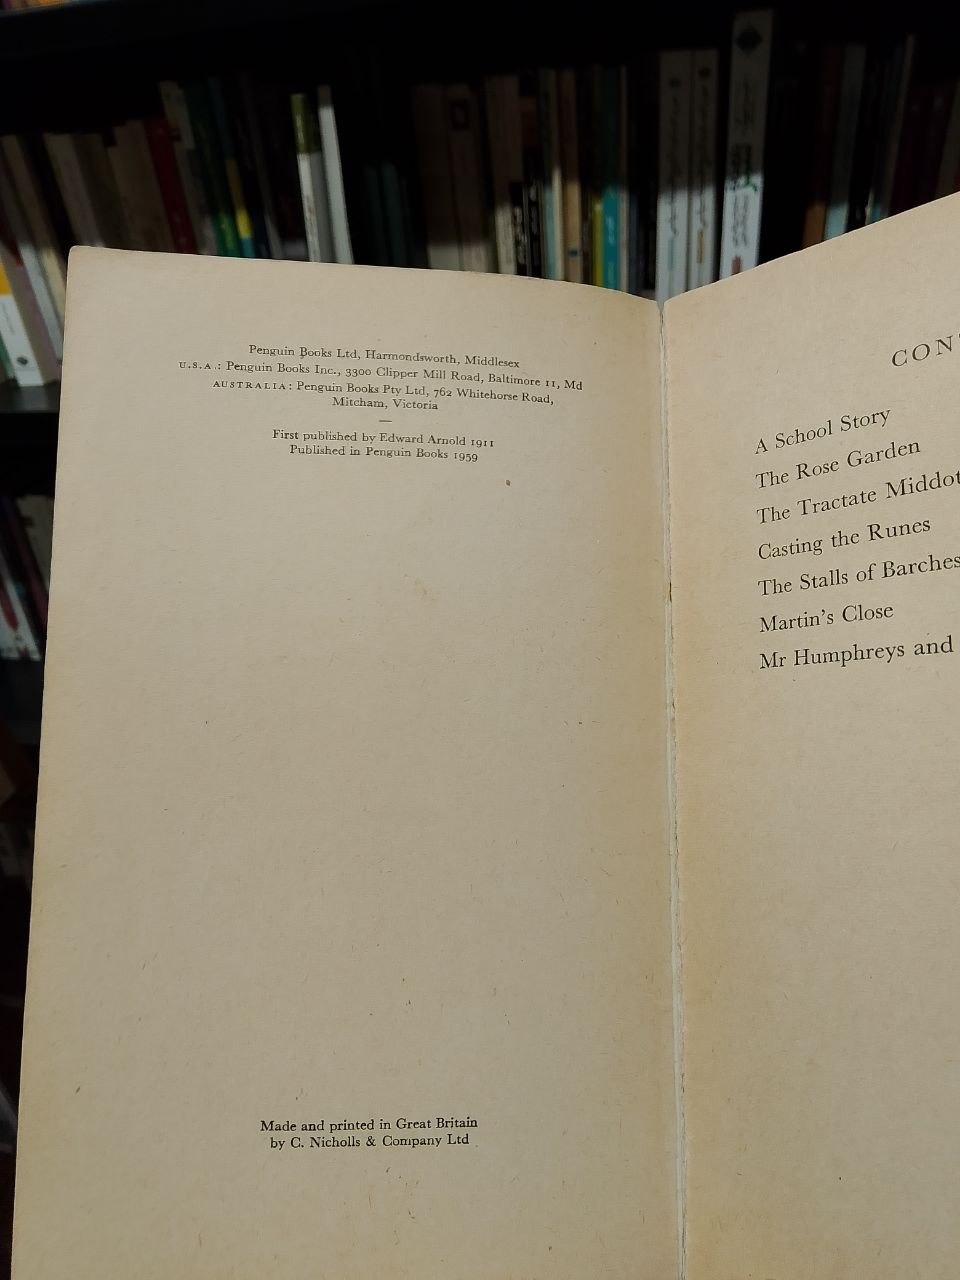 Penguin Books Ltd, Harmondsworth, Middlesex
U.S.A.: Penguin Books Inc., 3300 Clipper Mill Road, Baltimore 11, Md
AUSTRALIA: Penguin Books Pty Ltd, 762 Whitehorse Road,
Mitcham, Victoria
First published by Edward Arnold 1911
Published in Penguin Books 1959
Made and printed in Great Britain
by C. Nicholls & Company Ltd
CONT
A School Story
The Rose Garden
The Tractate Middot
Casting the Runes
The Stalls of Barches
Martin's Close
Mr Humphreys and